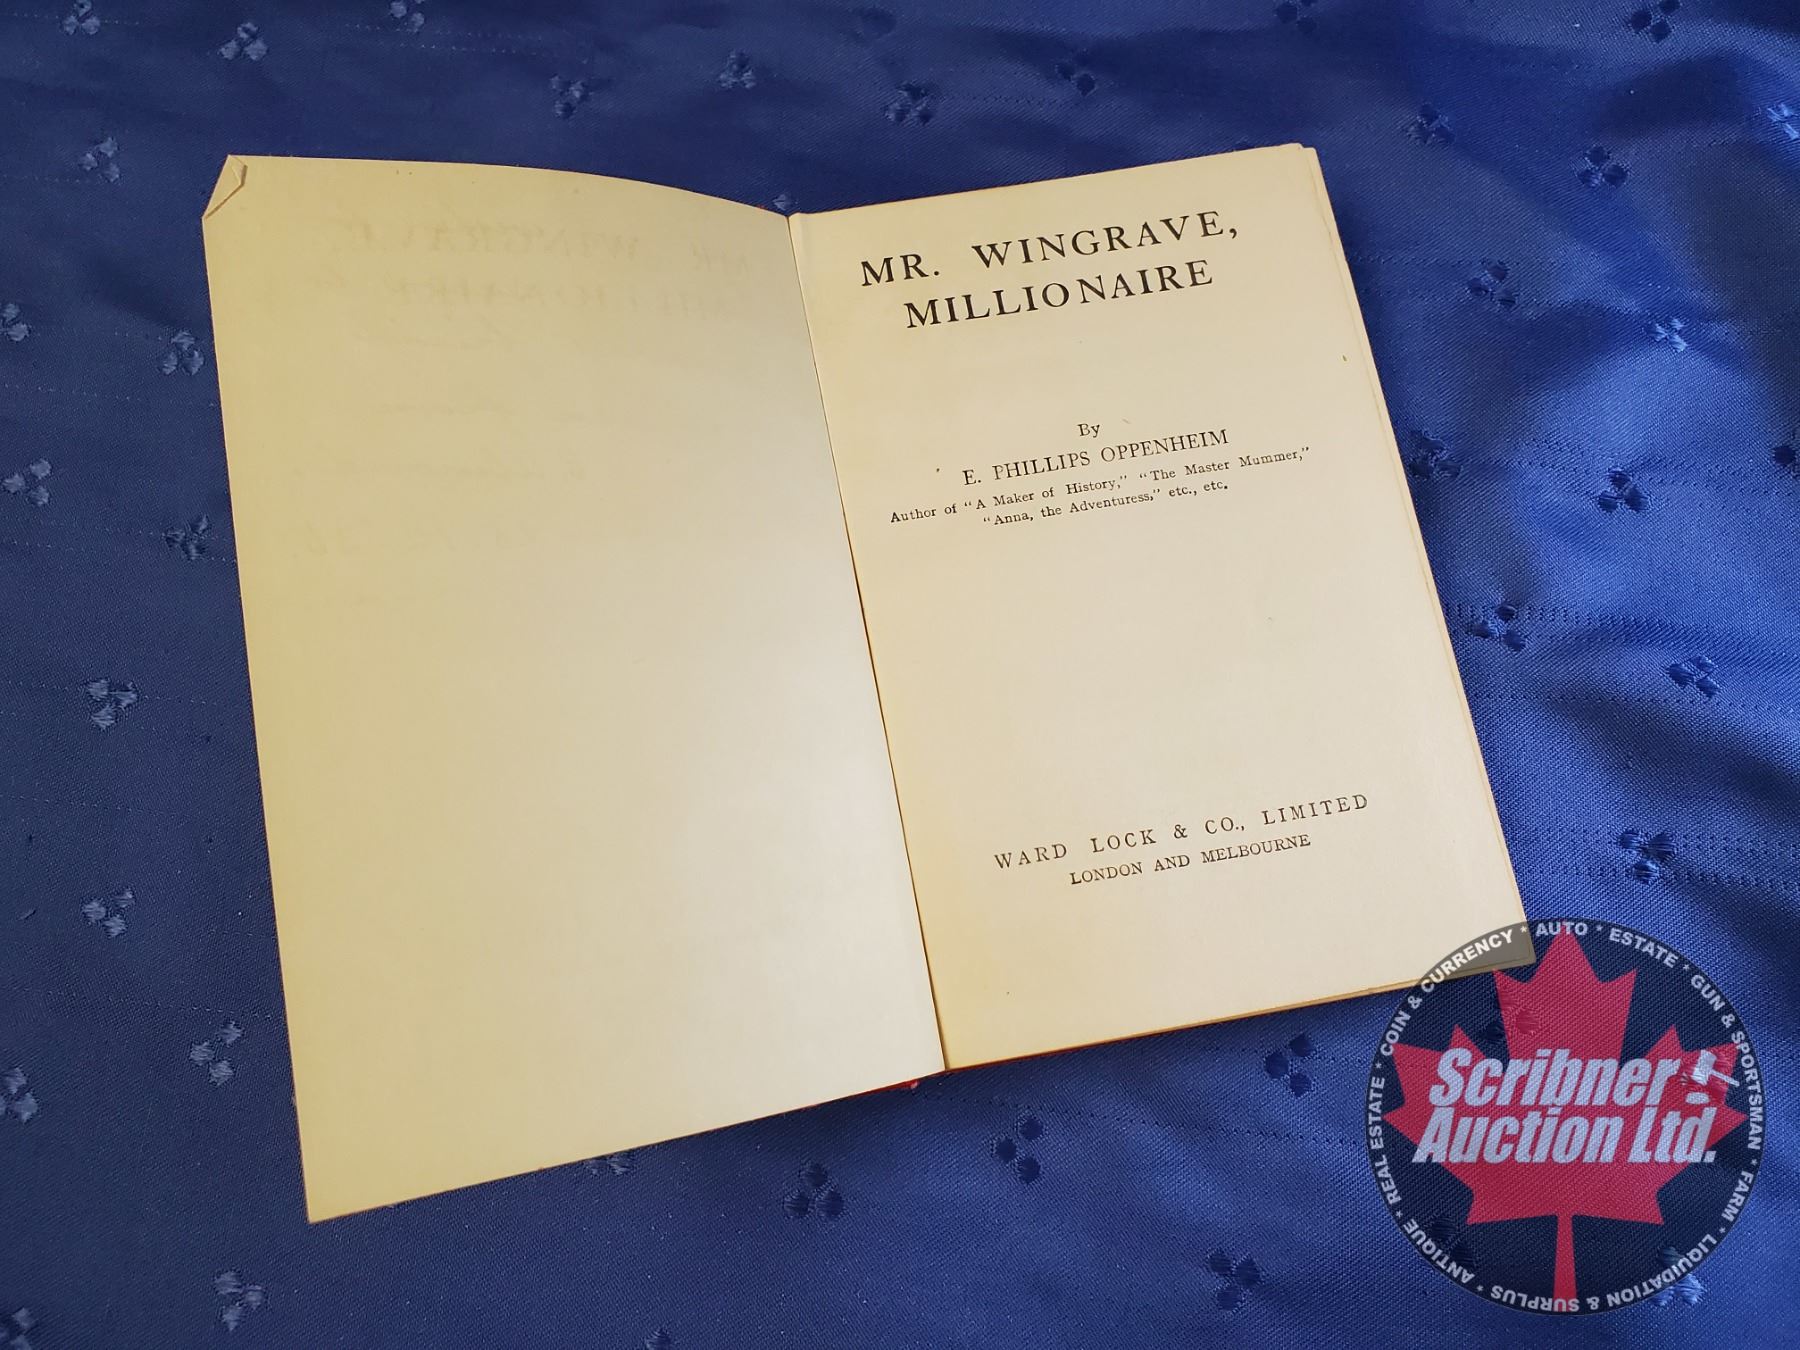 MR. WINGRAVE,
MILLIONAIRE
By
E. PHILLIPS OPPENHEIM
Author of "A Maker of History," "The Master Mummer,"
"Anna, the Adventuress," etc., etc.
WARD LOCK & CO., LIMITED
LONDON AND MELBOURNE
Scribner
Auction Ltd.
REAL ESTATE * COIN & CURRENCY * AUTO * ESTATE * GUN & SPORTSMAN * FARM * LIQUIDATION & SURPLUS * ANTIQUE *